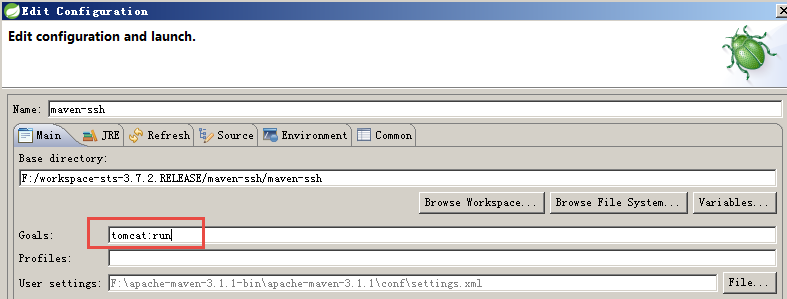 Edit Configuration
Edit configuration and launch.
Name: maven-ssh
Main JRE Refresh Source Environment Common
Base directory:
F:/workspace-sts-3.7.2.RELEASE/maven-ssh/maven-ssh
Browse Workspace... Browse File System... Variables...
Goals: tomcat:run
Profiles:
User settings: F:\apache-maven-3.1.1-bin\apache-maven-3.1.1\conf\settings.xml File...